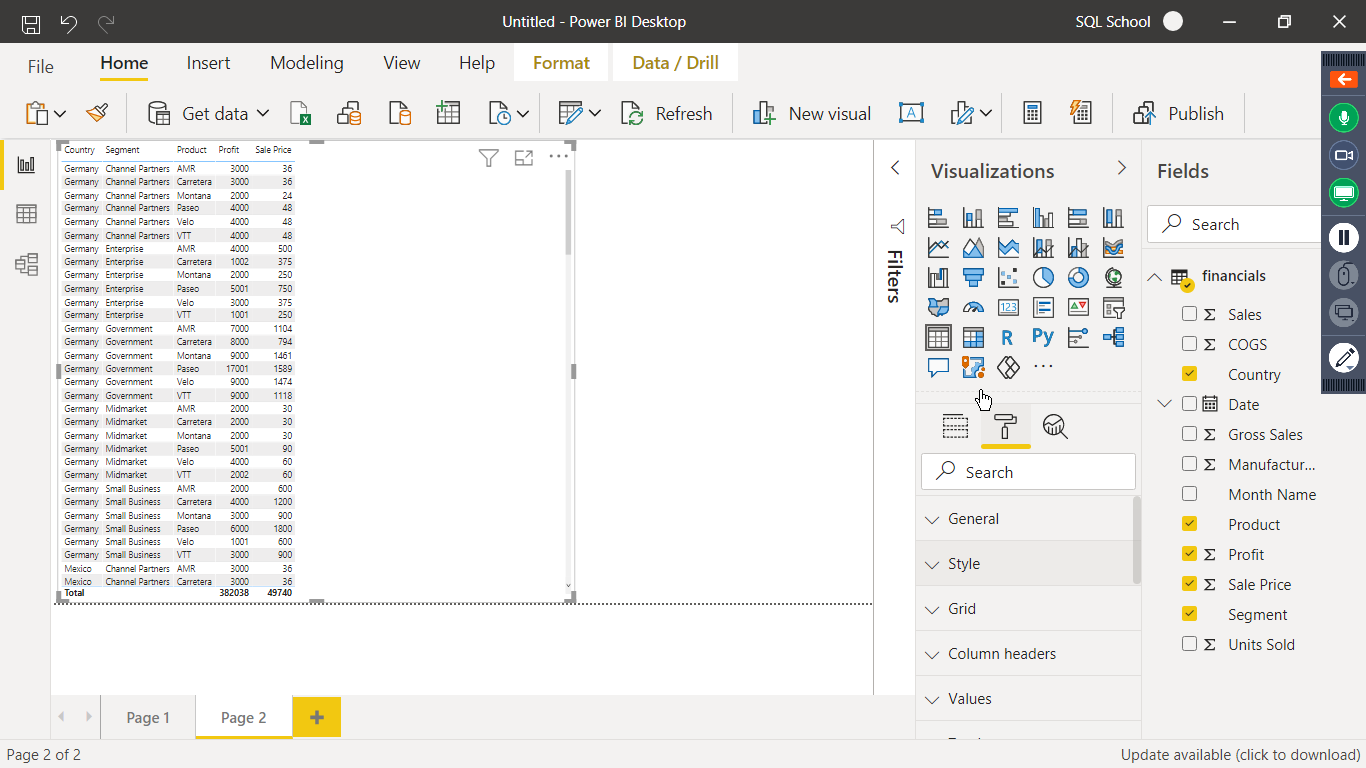 Untitled - Power BI Desktop
SQL School
File Home Insert Modeling View Help Format Data / Drill
Get data Refresh New visual Publish
Country Segment Product Profit Sale Price
Germany Channel Partners AMR 3000 36
Germany Channel Partners Carretera 3000 36
Germany Channel Partners Montana 2000 24
Germany Channel Partners Paseo 4000 48
Germany Channel Partners Velo 4000 48
Germany Channel Partners VTT 4000 48
Germany Enterprise AMR 4000 500
Germany Enterprise Carretera 1002 375
Germany Enterprise Montana 2000 250
Germany Enterprise Paseo 5001 750
Germany Enterprise Velo 3000 375
Germany Enterprise VTT 1001 250
Germany Government AMR 7000 1104
Germany Government Carretera 8000 794
Germany Government Montana 9000 1461
Germany Government Paseo 17001 1589
Germany Government Velo 9000 1474
Germany Government VTT 9000 1118
Germany Midmarket AMR 2000 30
Germany Midmarket Carretera 2000 30
Germany Midmarket Montana 2000 30
Germany Midmarket Paseo 5001 90
Germany Midmarket Velo 4000 60
Germany Midmarket VTT 2002 60
Germany Small Business AMR 2000 600
Germany Small Business Carretera 4000 1200
Germany Small Business Montana 3000 900
Germany Small Business Paseo 6000 1800
Germany Small Business Velo 1001 600
Germany Small Business VTT 3000 900
Mexico Channel Partners AMR 3000 36
Mexico Channel Partners Carretera 3000 36
Total 382038 49740
Filters
Visualizations
123
R Py
Search
General
Style
Grid
Column headers
Values
Fields
Search
financials
Σ Sales
Σ COGS
Country
Date
Σ Gross Sales
Σ Manufactur...
Month Name
Product
Σ Profit
Σ Sale Price
Segment
Σ Units Sold
Page 1 Page 2 +
Page 2 of 2
Update available (click to download)